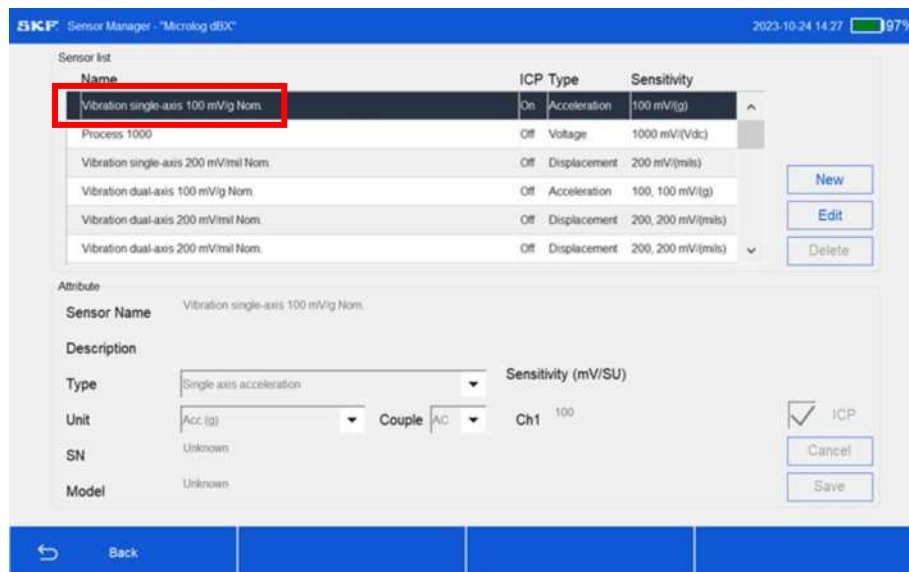 SKF. Sensor Manager - "Microlog dBX" 2023-10-24 14:27 97%
Sensor list
Name ICP Type Sensitivity
Vibration single-axis 100 mV/g Nom. On Acceleration 100 mV/(g)
Process 1000 Off Voltage 1000 mV/(Vdc)
Vibration single-axis 200 mV/mil Nom. Off Displacement 200 mV/(mils)
Vibration dual-axis 100 mV/g Nom. Off Acceleration 100, 100 mV/(g)
Vibration dual-axis 200 mV/mil Nom. Off Displacement 200, 200 mV/(mils)
Vibration dual-axis 200 mV/mil Nom. Off Displacement 200, 200 mV/(mils)
New
Edit
Delete
Attribute
Sensor Name Vibration single-axis 100 mV/g Nom.
Description
Type Single axis acceleration Sensitivity (mV/SU)
Unit Acc.(g) Couple AC Ch1 100 ICP
SN Unknown Cancel
Model Unknown Save
Back